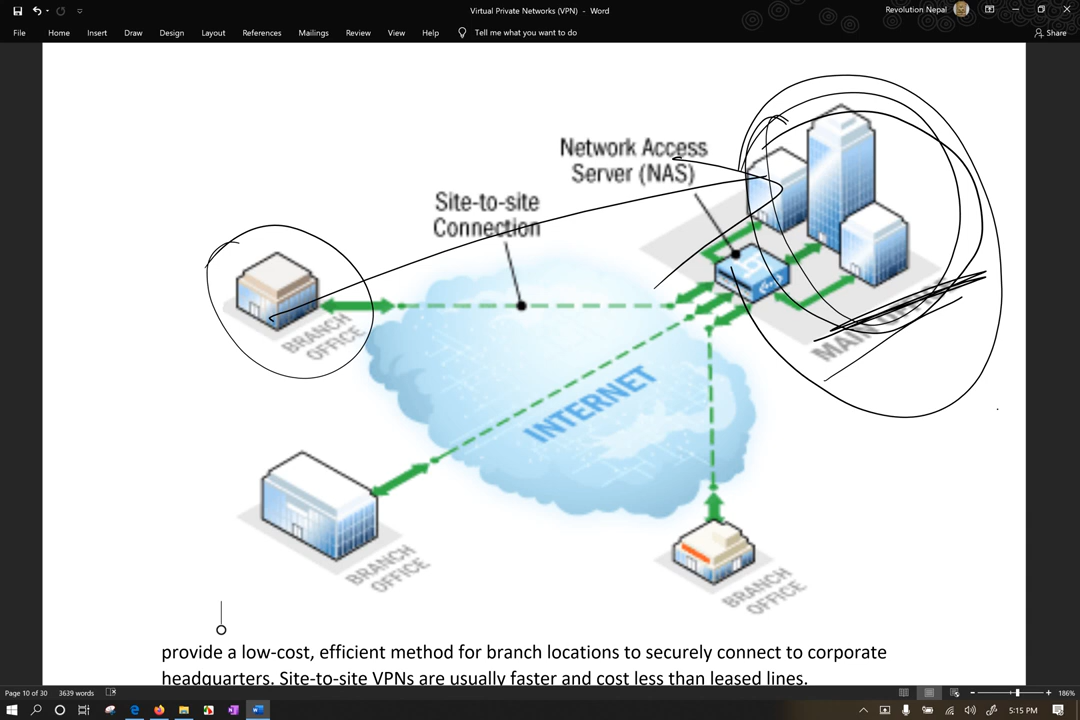 Virtual Private Networks (VPN) - Word
Revolution Nepal
File Home Insert Draw Design Layout References Mailings Review View Help Tell me what you want to do
Share
Network Access
Server (NAS)
Site-to-site
Connection
BRANCH
OFFICE
MAIN
INTERNET
BRANCH
OFFICE
BRANCH
OFFICE
provide a low-cost, efficient method for branch locations to securely connect to corporate
headquarters. Site-to-site VPNs are usually faster and cost less than leased lines.
Page 10 of 30 3639 words
186%
5:15 PM